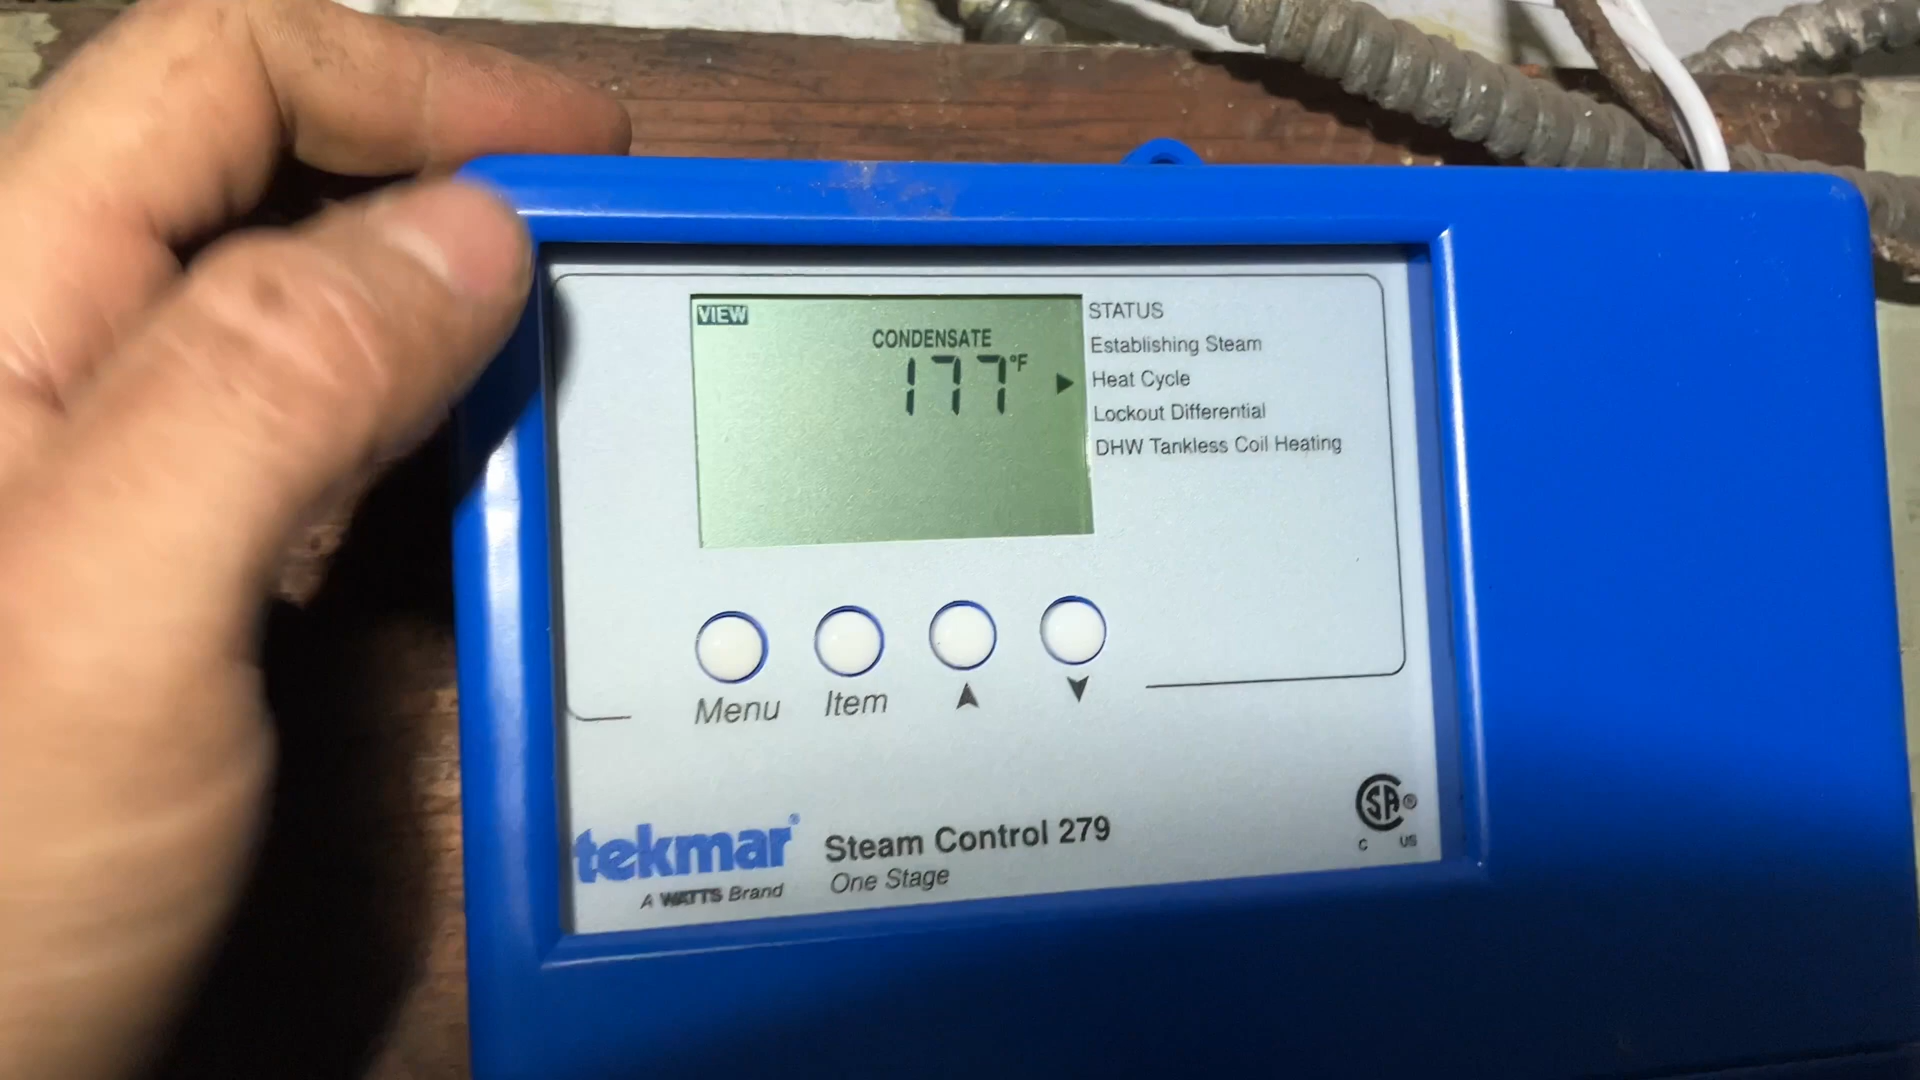 VIEW
CONDENSATE
177°F
STATUS
Establishing Steam
Heat Cycle
Lockout Differential
DHW Tankless Coil Heating
Menu
Item
tekmar®
A WATTS Brand
Steam Control 279
One Stage
CSA®
C US